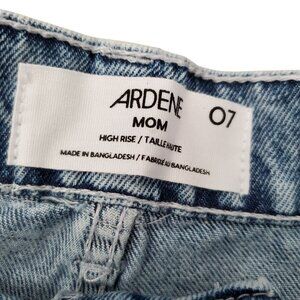 ARDENE 07
MOM
HIGH RISE / TAILLE HAUTE
MADE IN BANGLADESH / FABRIQUÉ AU BANGLADESH